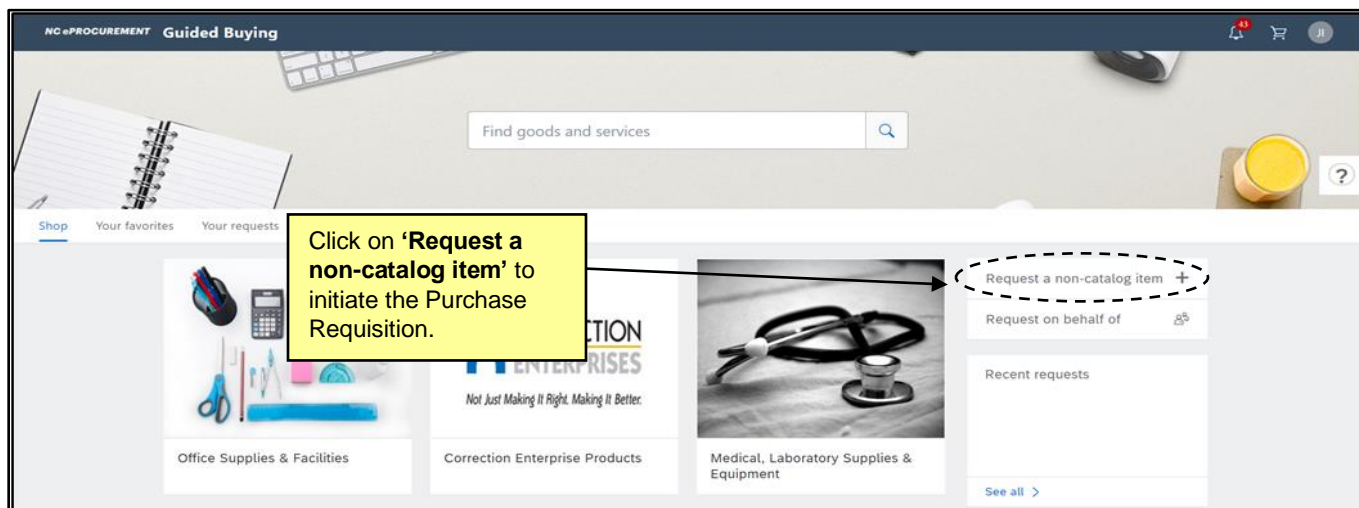 NC ePROCUREMENT Guided Buying
43
JI
Find goods and services
?
Shop Your favorites Your requests
Click on ‘Request a
non-catalog item’ to
initiate the Purchase
Requisition.
CTION
ENTERPRISES
Not Just Making It Right. Making It Better.
Request a non-catalog item +
Request on behalf of
Recent requests
Office Supplies & Facilities
Correction Enterprise Products
Medical, Laboratory Supplies &
Equipment
See all >